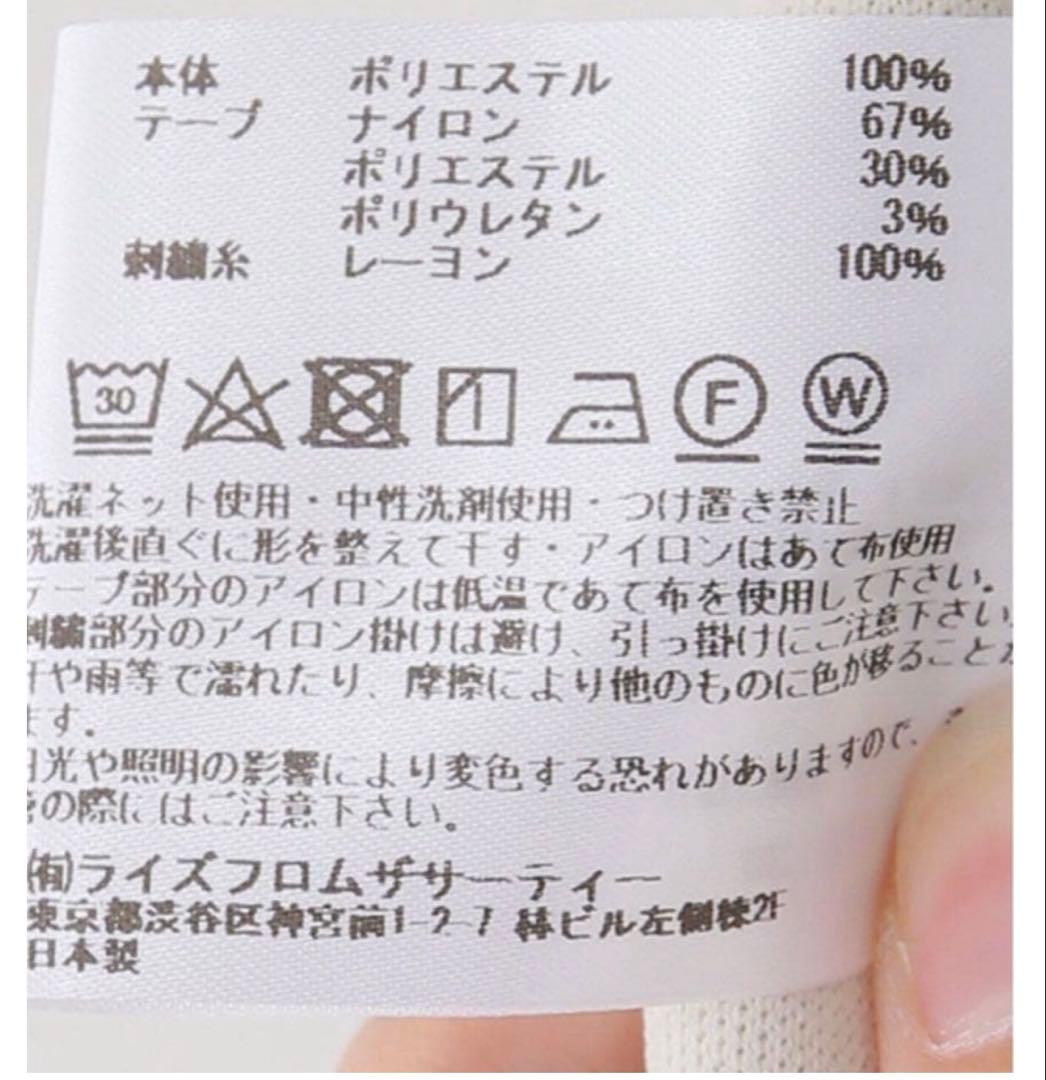 本体 ポリエステル 100%
テープ ナイロン 67%
ポリエステル 30%
ポリウレタン 3%
刺繍糸 レーヨン 100%
30 F W
洗濯ネット使用・中性洗剤使用・つけ置き禁止
洗濯後直ぐに形を整えて干す・アイロンはあて布使用
テープ部分のアイロンは低温であて布を使用して下さい。
刺繍部分のアイロン掛けは避け、引っ掛けにご注意下さい
汗や雨等で濡れたり、摩擦により他のものに色が移ること
ます。
日光や照明の影響により変色する恐れがありますので、
の際にはご注意下さい。
(有)ライズフロムザサーティー
東京都渋谷区神宮前1-2-7 ビル左側棟2F
日本製